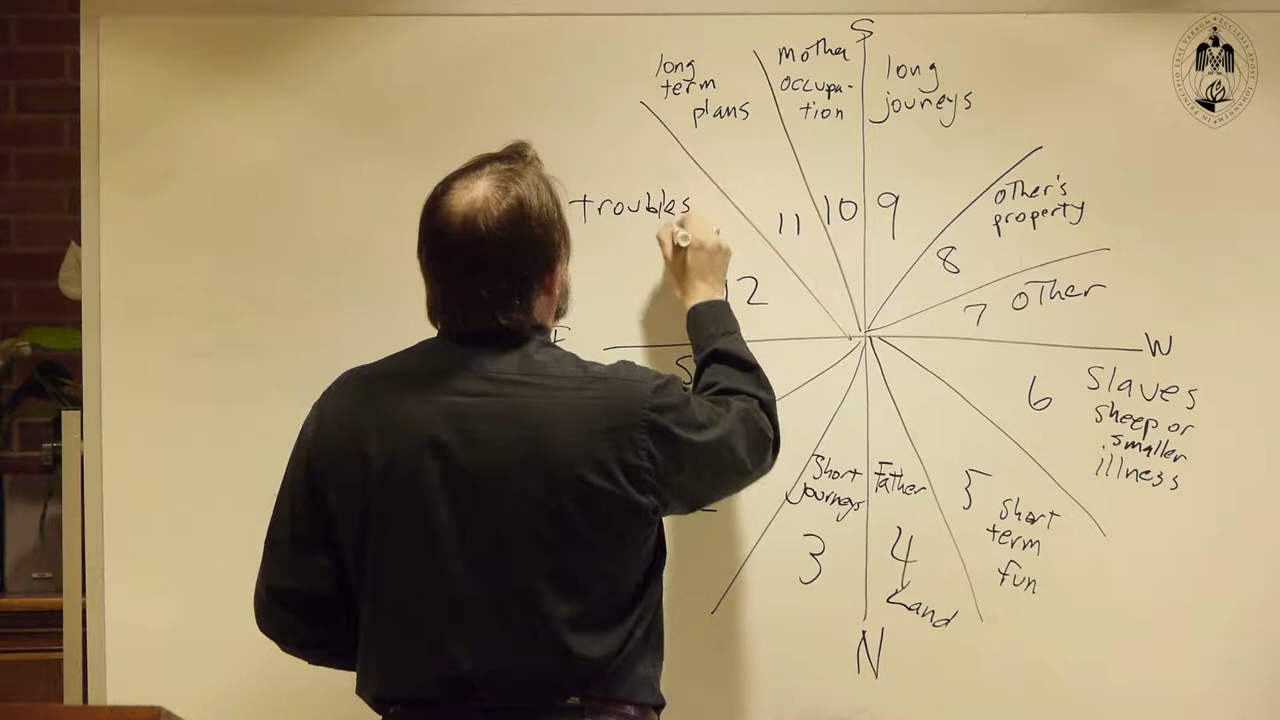 S
long
term
plans
mother
occupa-
tion
long
jouneys
troubles
11
10
9
other's
property
8
12
7
other
E
W
S
6
slaves
sheep or
smaller
illness
short
journeys
3
Father
4
Land
5
short
term
fun
N